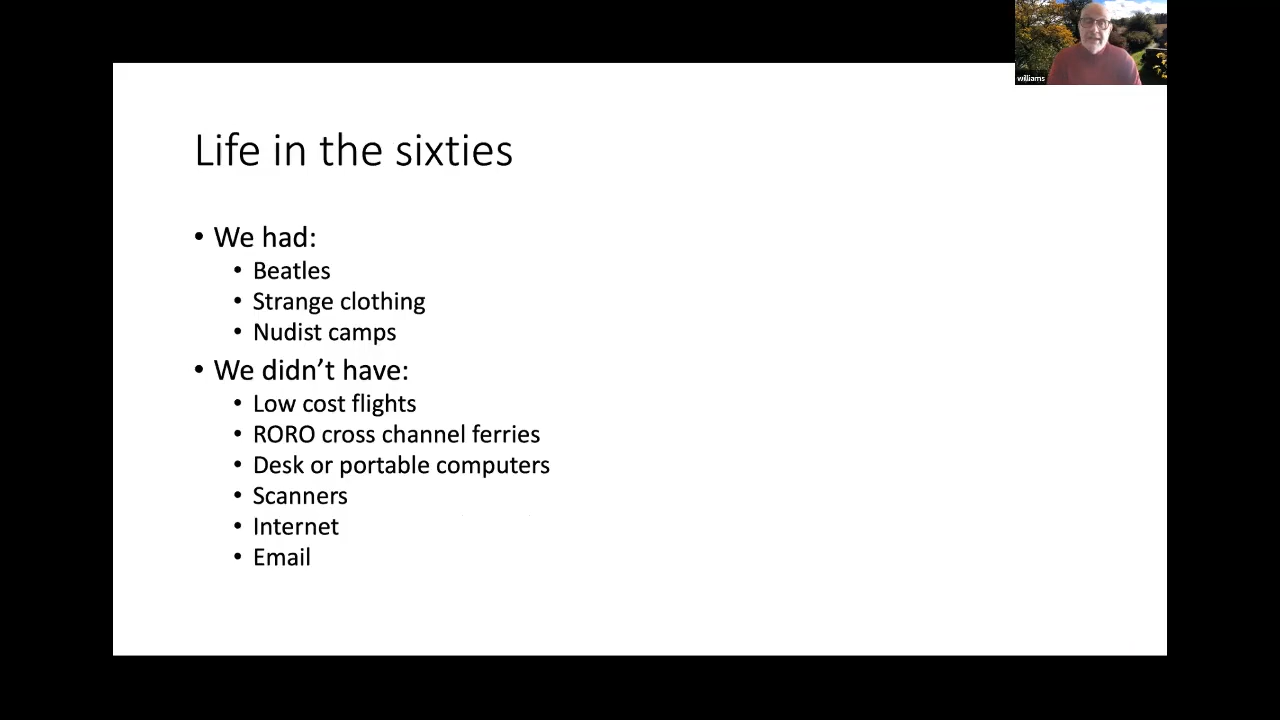 williams
Life in the sixties
• We had:
• Beatles
• Strange clothing
• Nudist camps
• We didn’t have:
• Low cost flights
• RORO cross channel ferries
• Desk or portable computers
• Scanners
• Internet
• Email